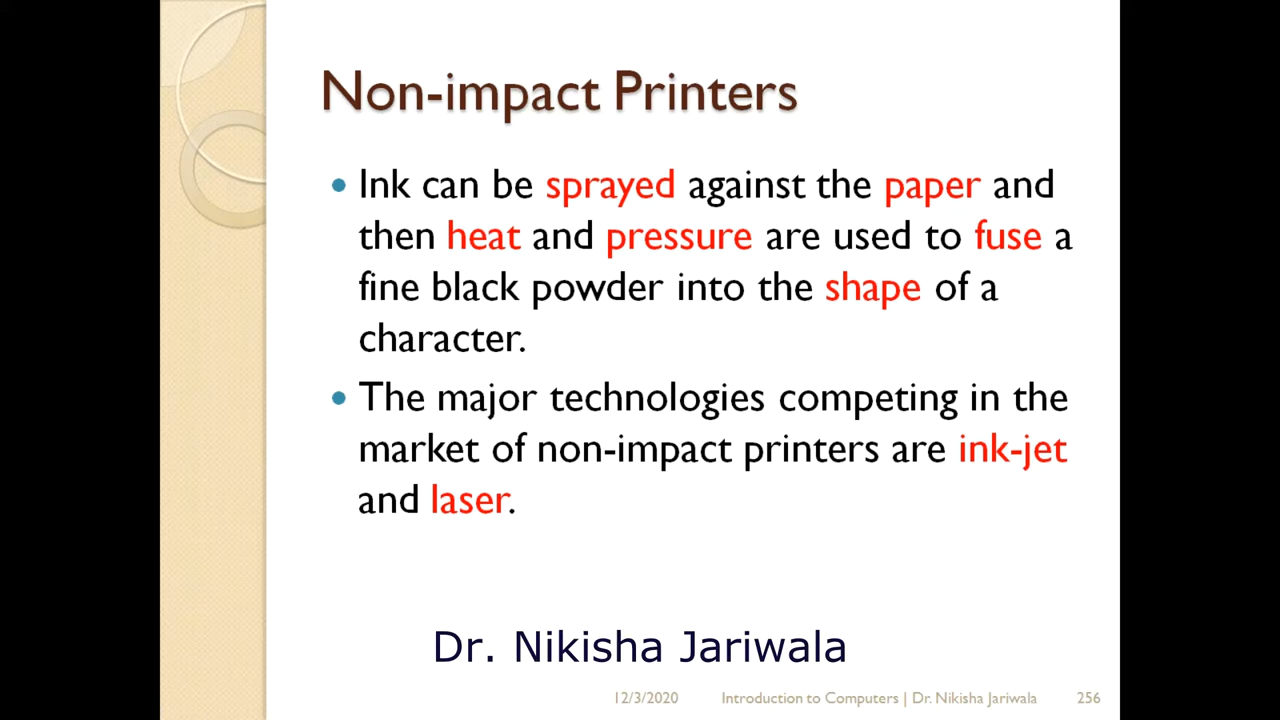 Non-impact Printers
• Ink can be sprayed against the paper and
then heat and pressure are used to fuse a
fine black powder into the shape of a
character.
• The major technologies competing in the
market of non-impact printers are ink-jet
and laser.
Dr. Nikisha Jariwala
12/3/2020 Introduction to Computers | Dr. Nikisha Jariwala 256